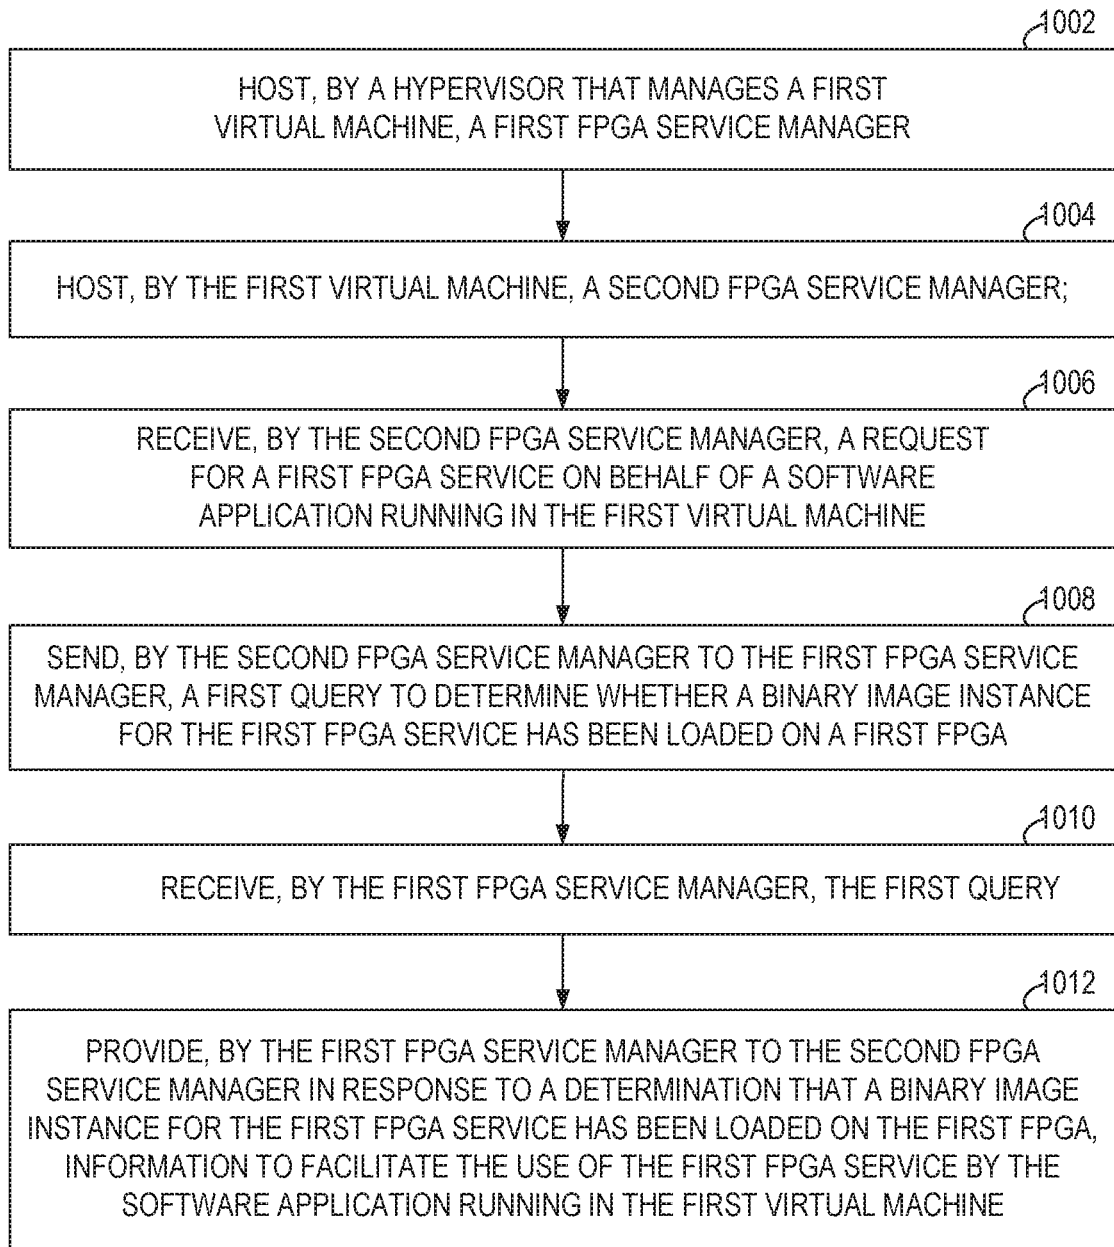 1002
HOST, BY A HYPERVISOR THAT MANAGES A FIRST
VIRTUAL MACHINE, A FIRST FPGA SERVICE MANAGER
1004
HOST, BY THE FIRST VIRTUAL MACHINE, A SECOND FPGA SERVICE MANAGER;
1006
RECEIVE, BY THE SECOND FPGA SERVICE MANAGER, A REQUEST
FOR A FIRST FPGA SERVICE ON BEHALF OF A SOFTWARE
APPLICATION RUNNING IN THE FIRST VIRTUAL MACHINE
1008
SEND, BY THE SECOND FPGA SERVICE MANAGER TO THE FIRST FPGA SERVICE
MANAGER, A FIRST QUERY TO DETERMINE WHETHER A BINARY IMAGE INSTANCE
FOR THE FIRST FPGA SERVICE HAS BEEN LOADED ON A FIRST FPGA
1010
RECEIVE, BY THE FIRST FPGA SERVICE MANAGER, THE FIRST QUERY
1012
PROVIDE, BY THE FIRST FPGA SERVICE MANAGER TO THE SECOND FPGA
SERVICE MANAGER IN RESPONSE TO A DETERMINATION THAT A BINARY IMAGE
INSTANCE FOR THE FIRST FPGA SERVICE HAS BEEN LOADED ON THE FIRST FPGA,
INFORMATION TO FACILITATE THE USE OF THE FIRST FPGA SERVICE BY THE
SOFTWARE APPLICATION RUNNING IN THE FIRST VIRTUAL MACHINE